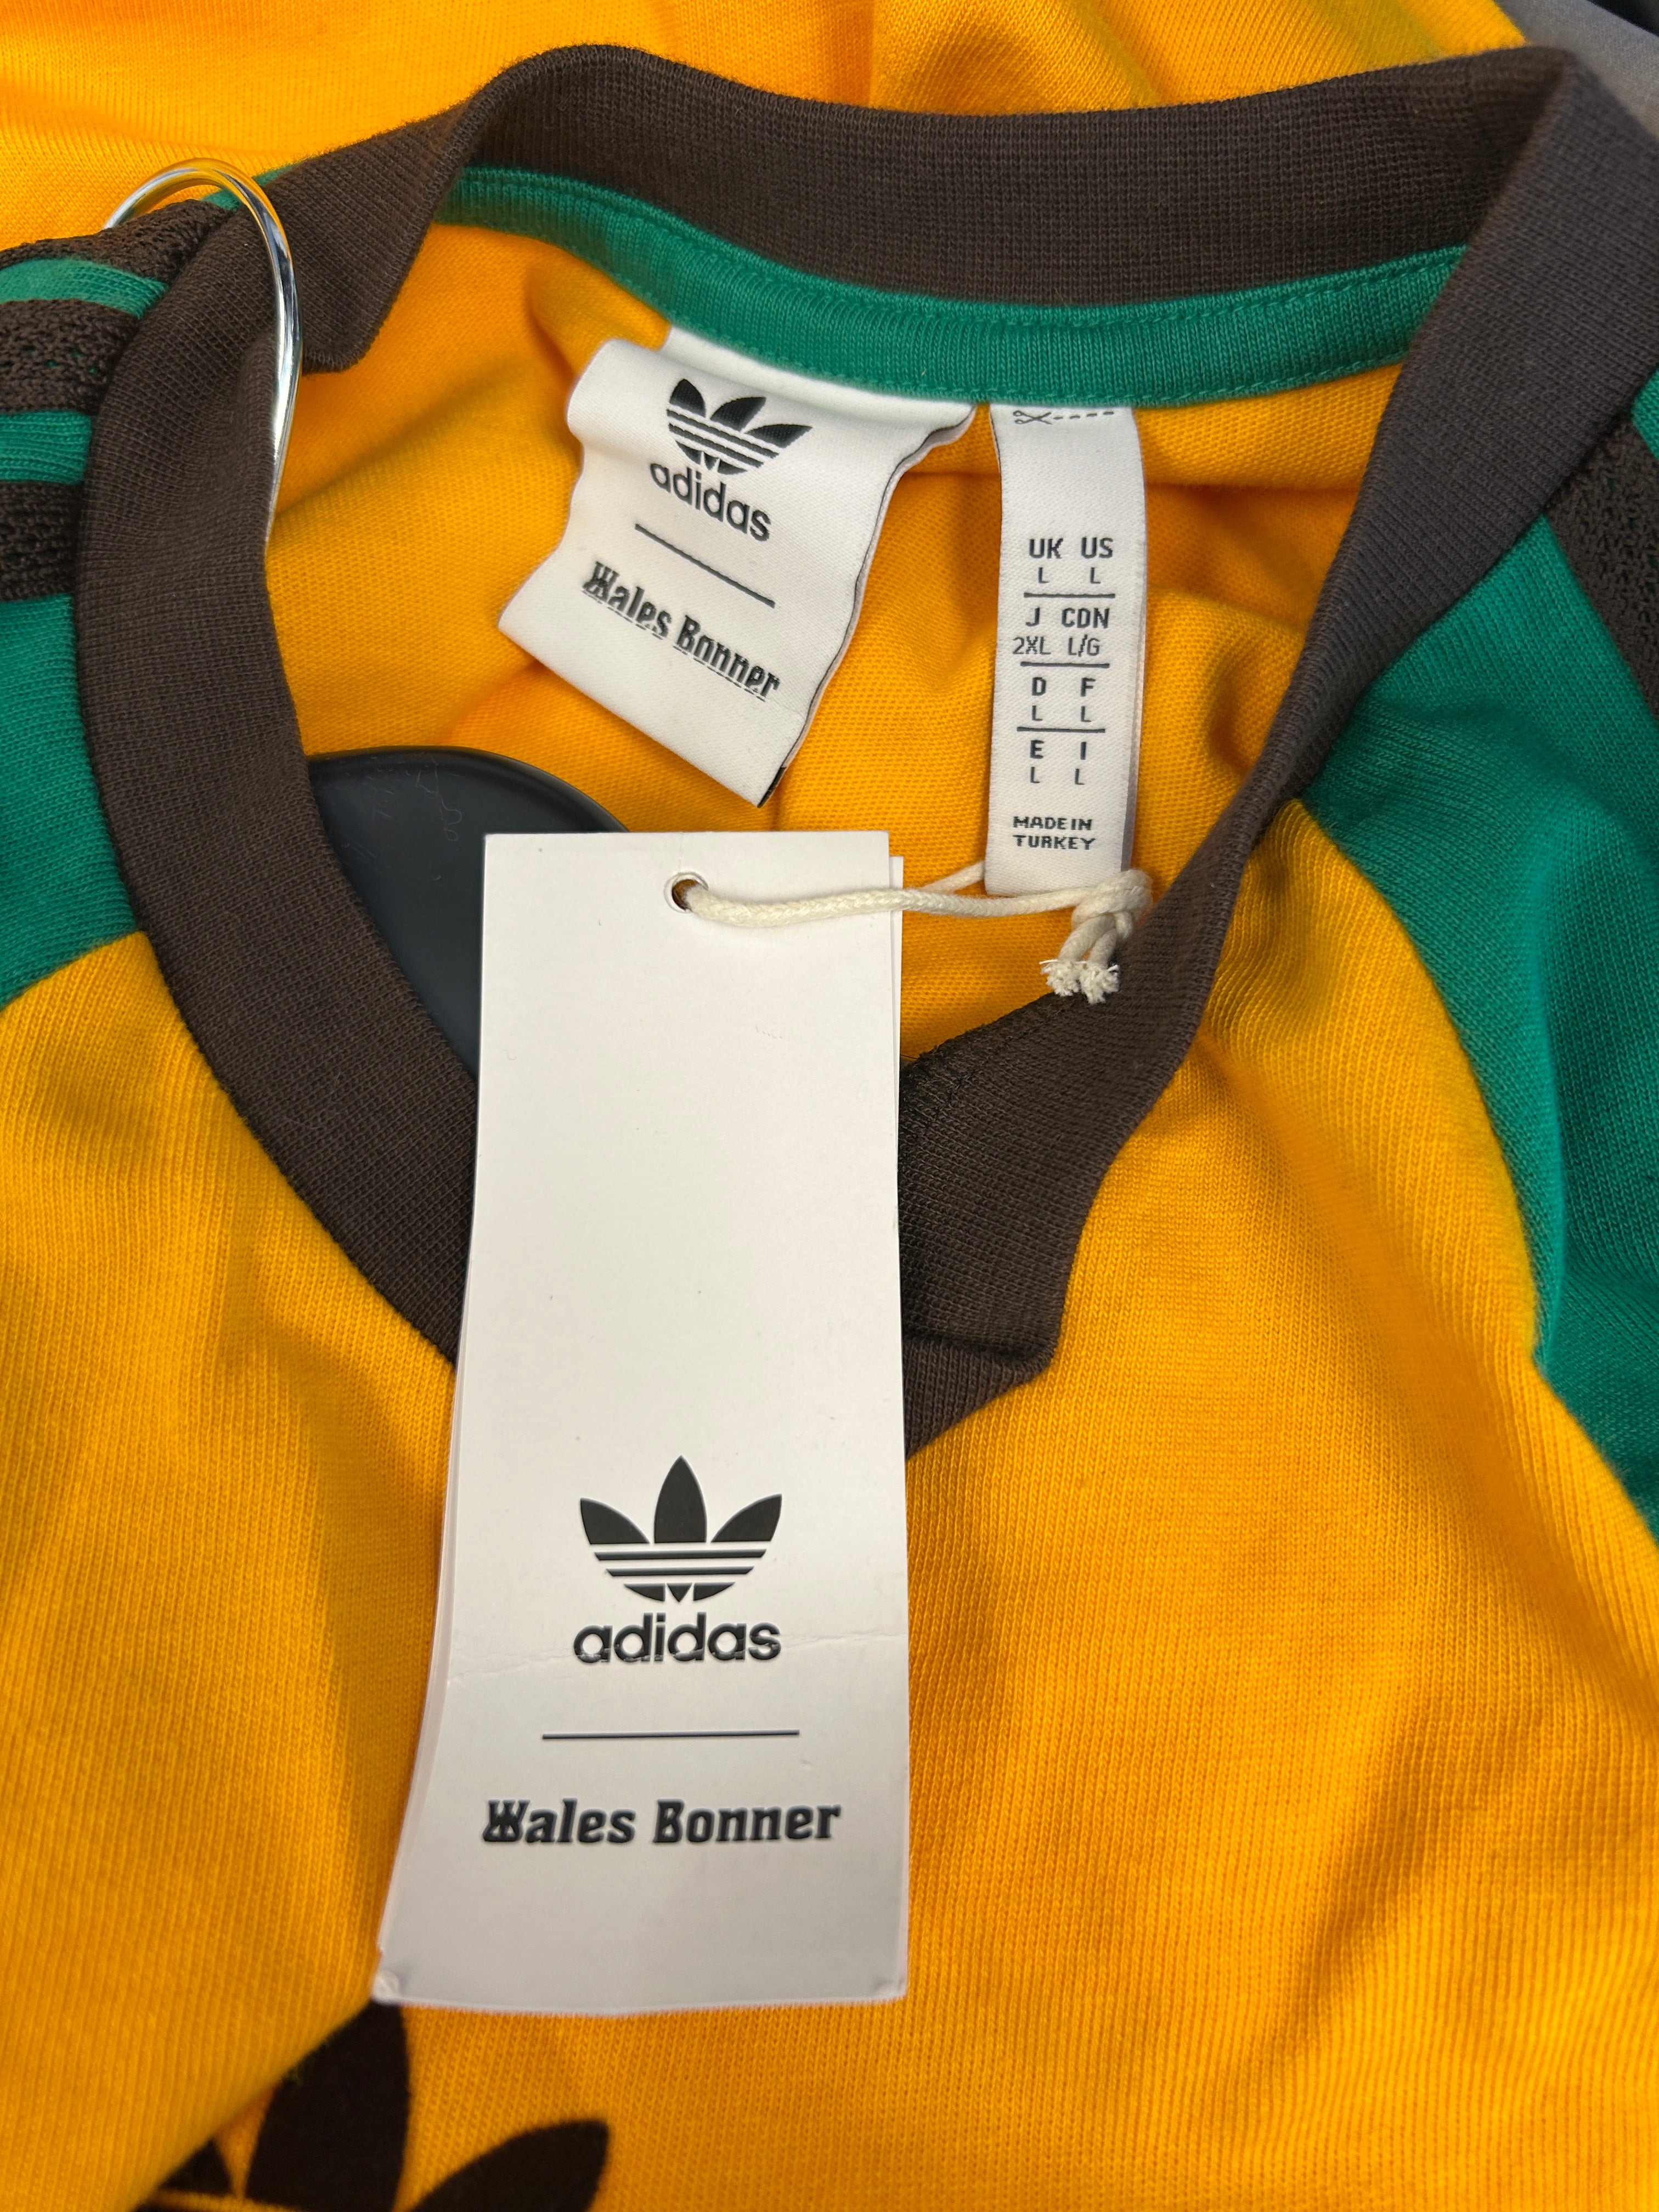 adidas
Wales Bonner
UK US
L L
J CDN
2XL L/G
D F
L L
E I
L L
MADE IN
TURKEY
adidas
Wales Bonner